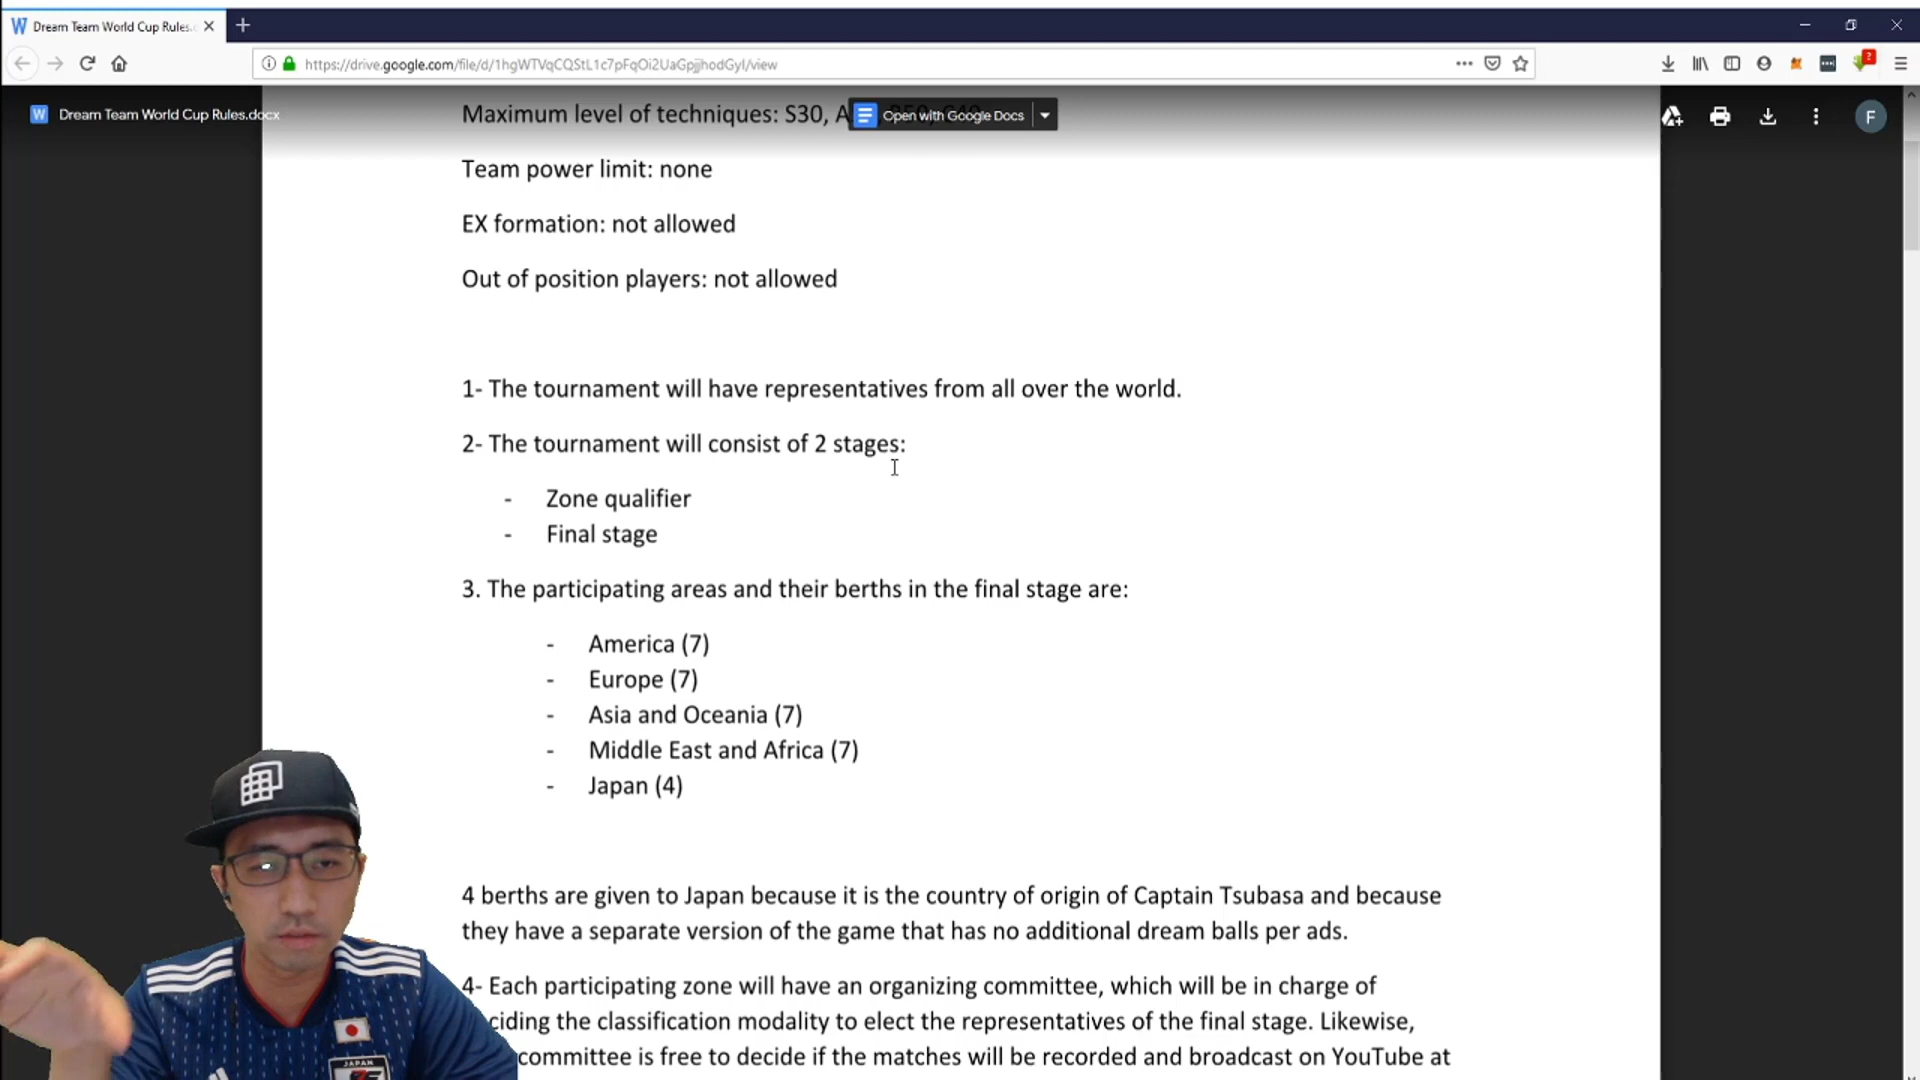 Dream Team World Cup Rules.
https://drive.google.com/file/d/1hgWTVqCQStL1c7pFqOi2UaGpjjhodGyI/view
?
Dream Team World Cup Rules.docx
Open with Google Docs
F
Maximum level of techniques: S30, A
Team power limit: none
EX formation: not allowed
Out of position players: not allowed
1- The tournament will have representatives from all over the world.
2- The tournament will consist of 2 stages:
- Zone qualifier
- Final stage
3. The participating areas and their berths in the final stage are:
- America (7)
- Europe (7)
- Asia and Oceania (7)
- Middle East and Africa (7)
- Japan (4)
4 berths are given to Japan because it is the country of origin of Captain Tsubasa and because
they have a separate version of the game that has no additional dream balls per ads.
4- Each participating zone will have an organizing committee, which will be in charge of
ciding the classification modality to elect the representatives of the final stage. Likewise,
committee is free to decide if the matches will be recorded and broadcast on YouTube at
JAPAN